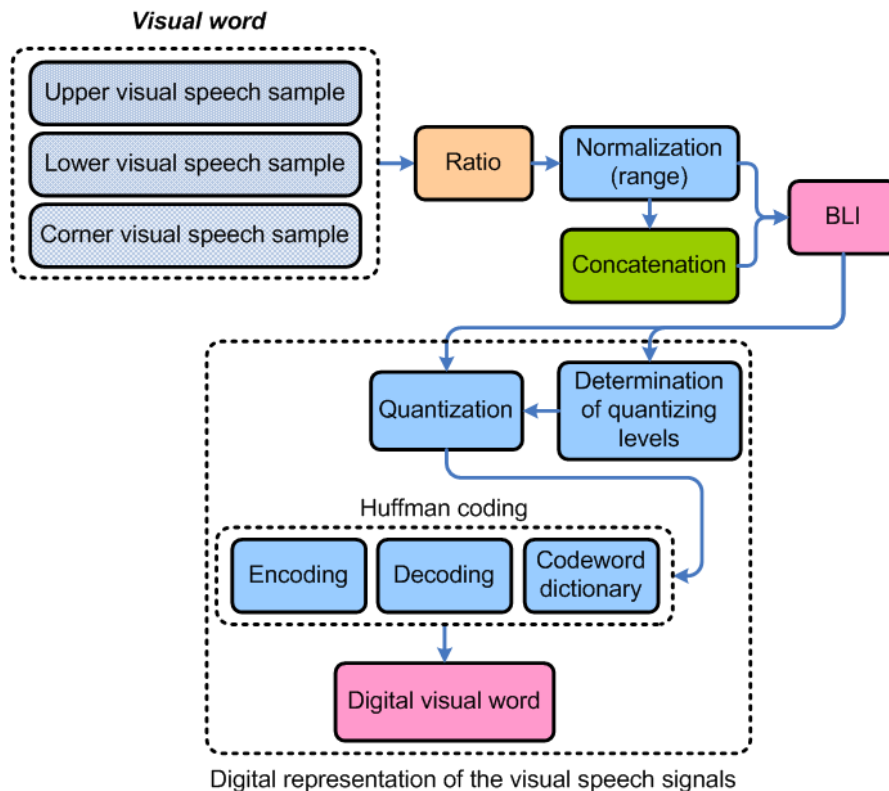 Visual word
Upper visual speech sample
Lower visual speech sample
Corner visual speech sample
Ratio
Normalization
(range)
Concatenation
BLI
Quantization
Determination
of quantizing
levels
Huffman coding
Encoding
Decoding
Codeword
dictionary
Digital visual word
Digital representation of the visual speech signals